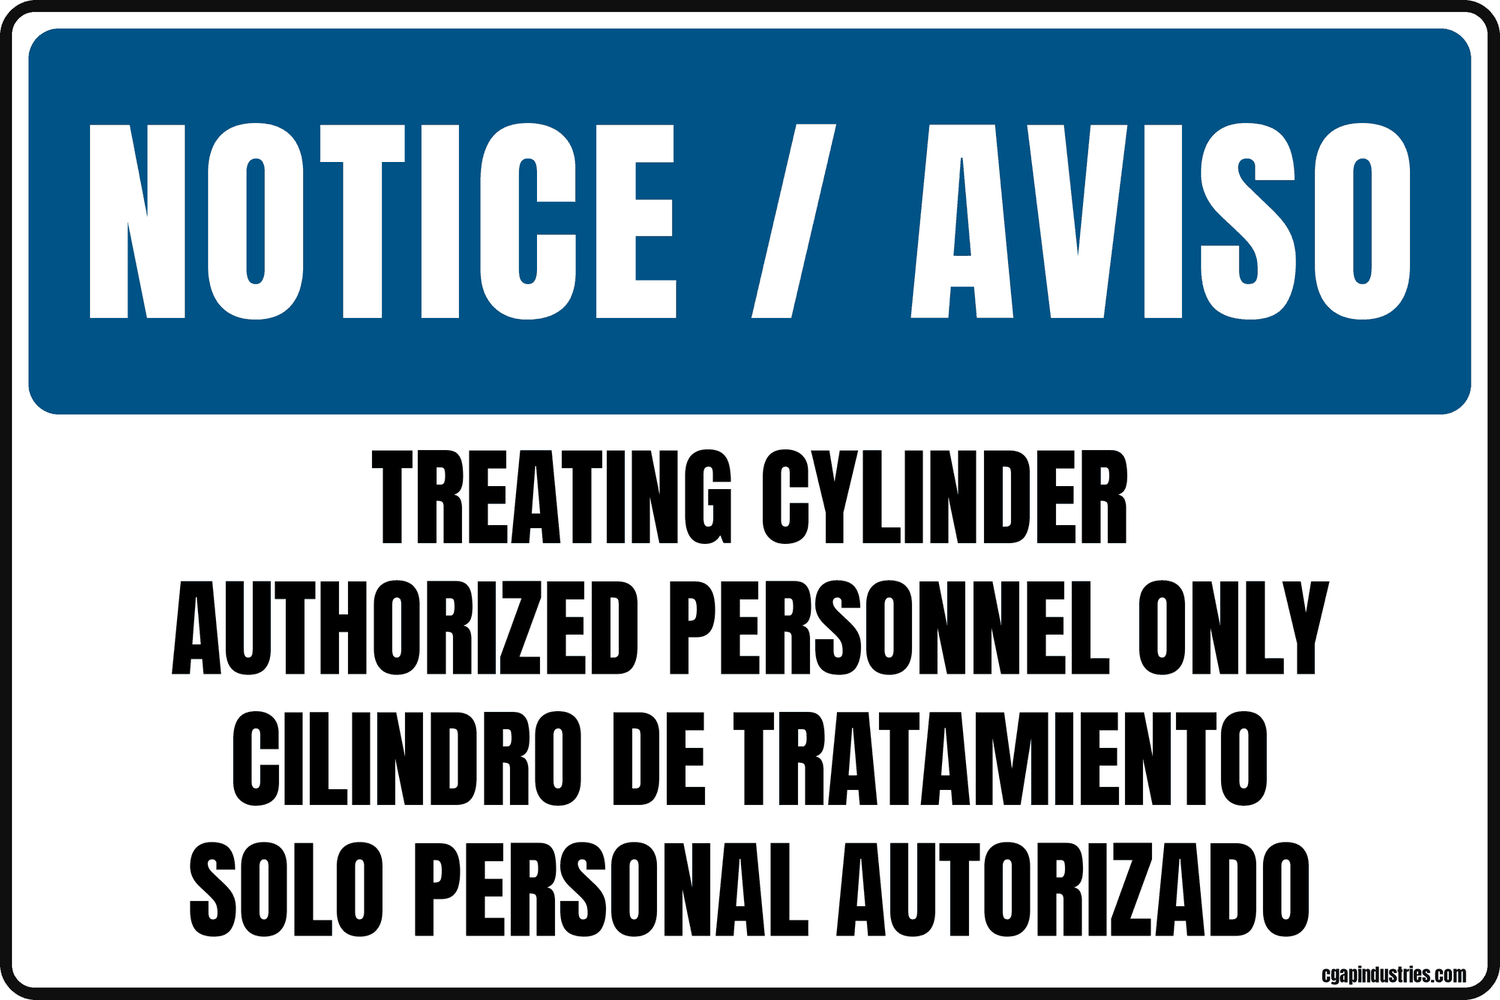 NOTICE / AVISO
TREATING CYLINDER
AUTHORIZED PERSONNEL ONLY
CILINDRO DE TRATAMIENTO
SOLO PERSONAL AUTORIZADO
cgapindustries.com